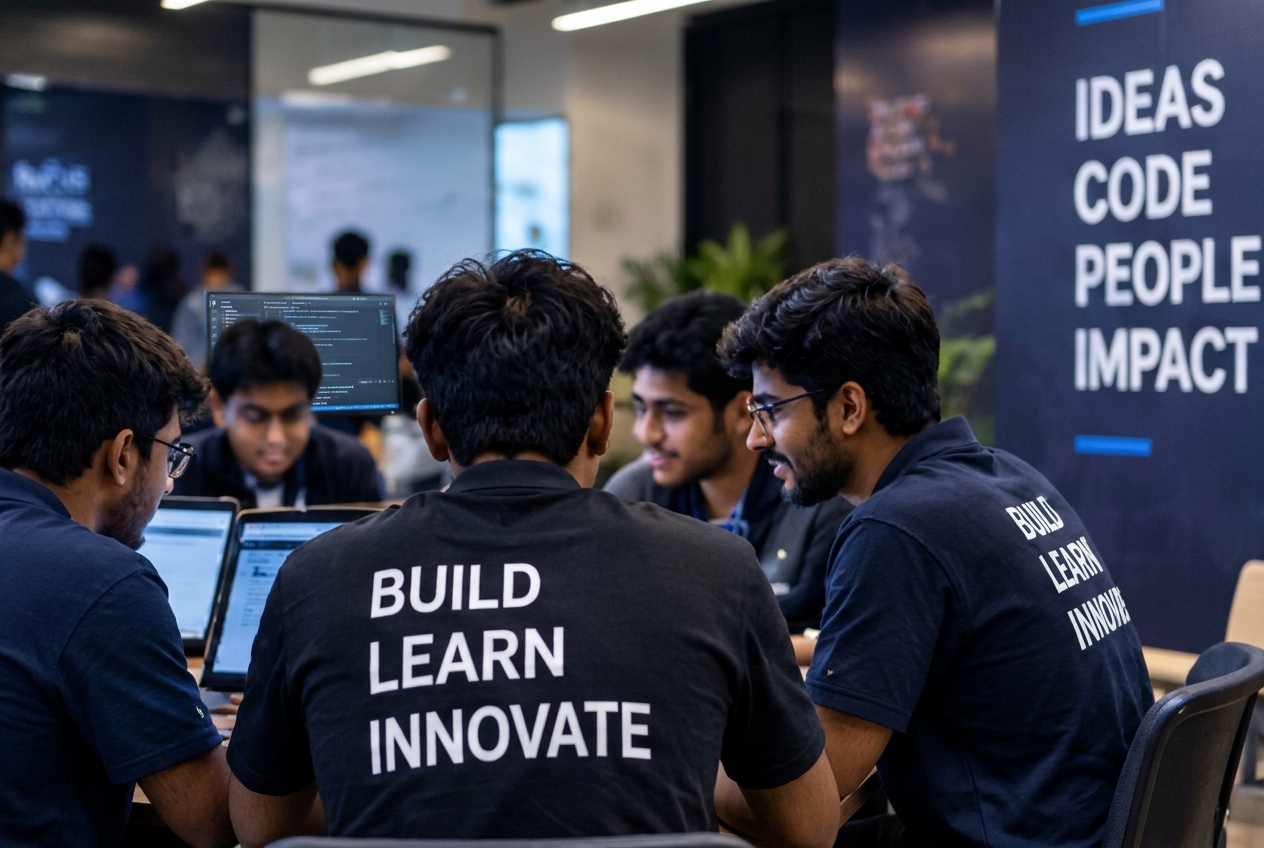 IDEAS
CODE
PEOPLE
IMPACT
BUILD
LEARN
INNOVATE
BUILD
LEARN
INNOVATE